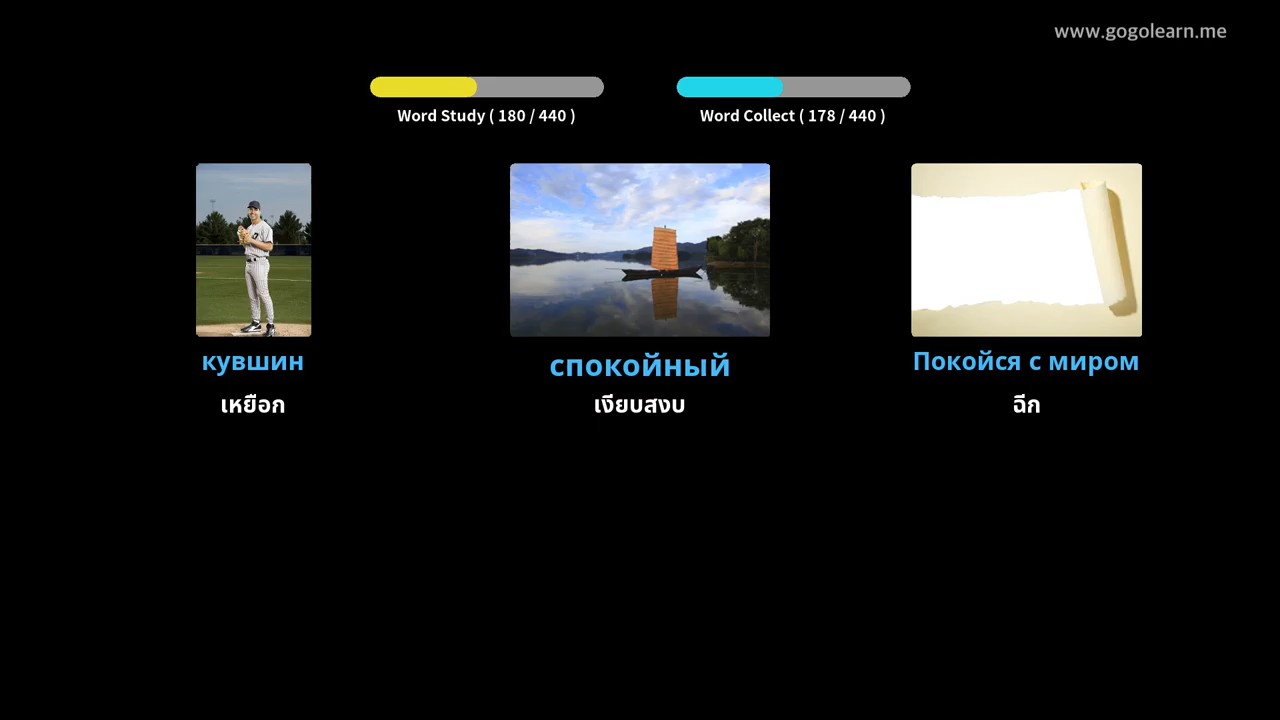 www.gogolearn.me
Word Study ( 180 / 440 )
Word Collect ( 178 / 440 )
кувшин
спокойный
Покойся с миром
เหยือก
เงียบสงบ
ฉีก